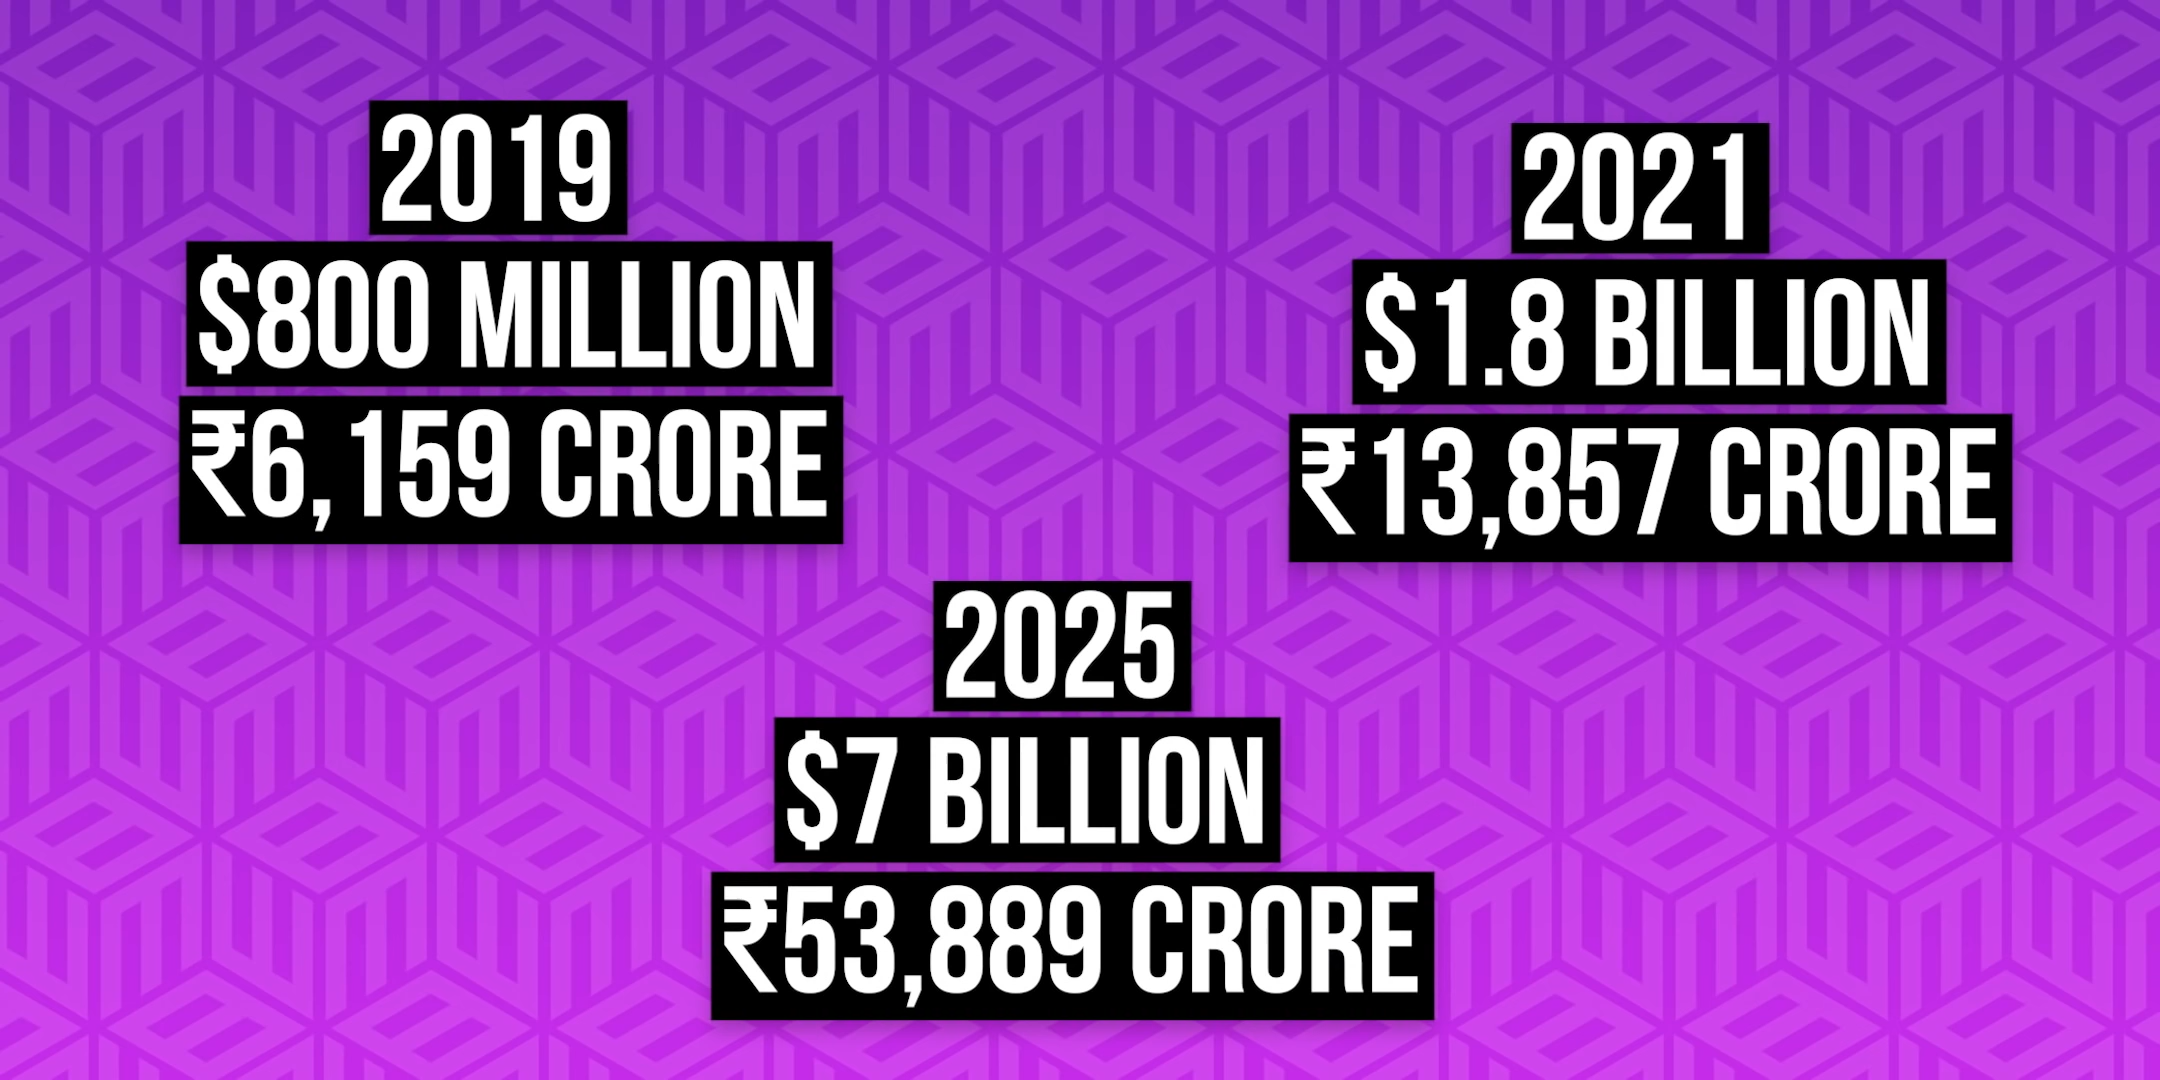 2019
$800 MILLION
₹6,159 CRORE
2021
$1.8 BILLION
₹13,857 CRORE
2025
$7 BILLION
₹53,889 CRORE